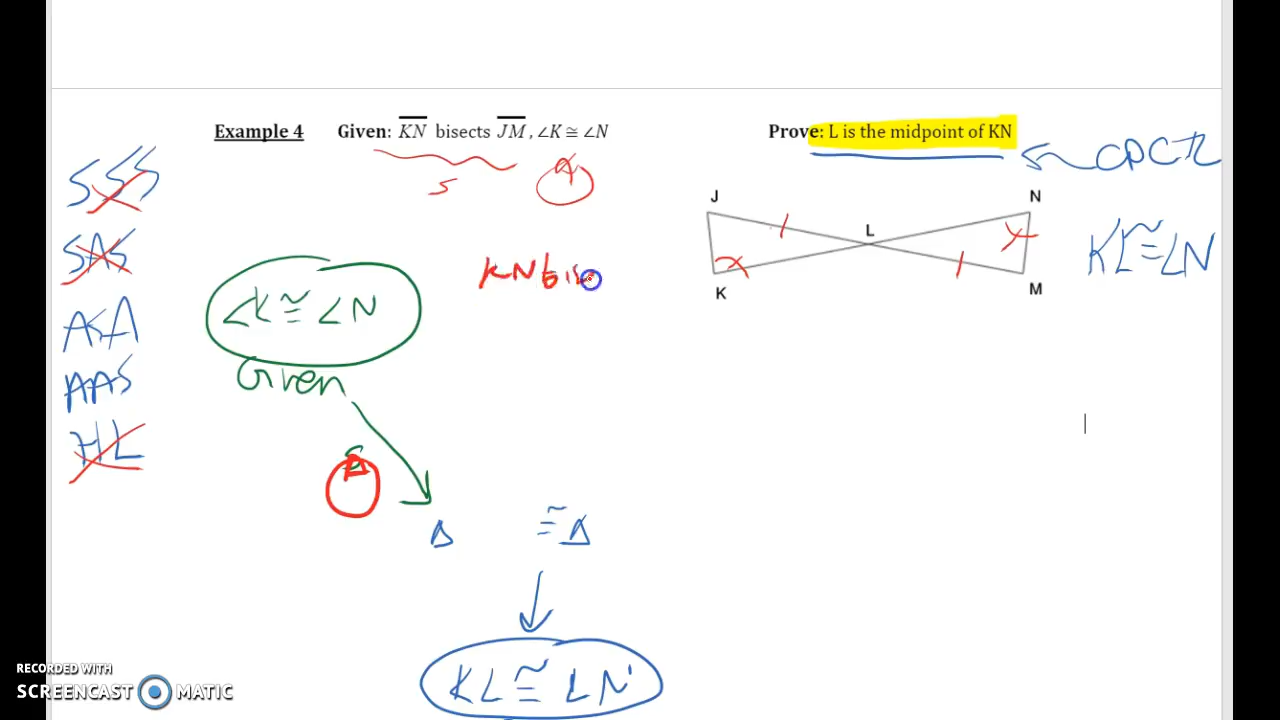 Example 4 Given: KN bisects JM, ∠K ≅ ∠N Prove: L is the midpoint of KN
S A S CPCTC
SSS
SAS
ASA
AAS
HL
J N
L
K M
KL ≅ LN
∠K ≅ ∠N
Given
KN bis
A
Δ ≅ Δ
KL ≅ LN
RECORDED WITH
SCREENCAST MATIC